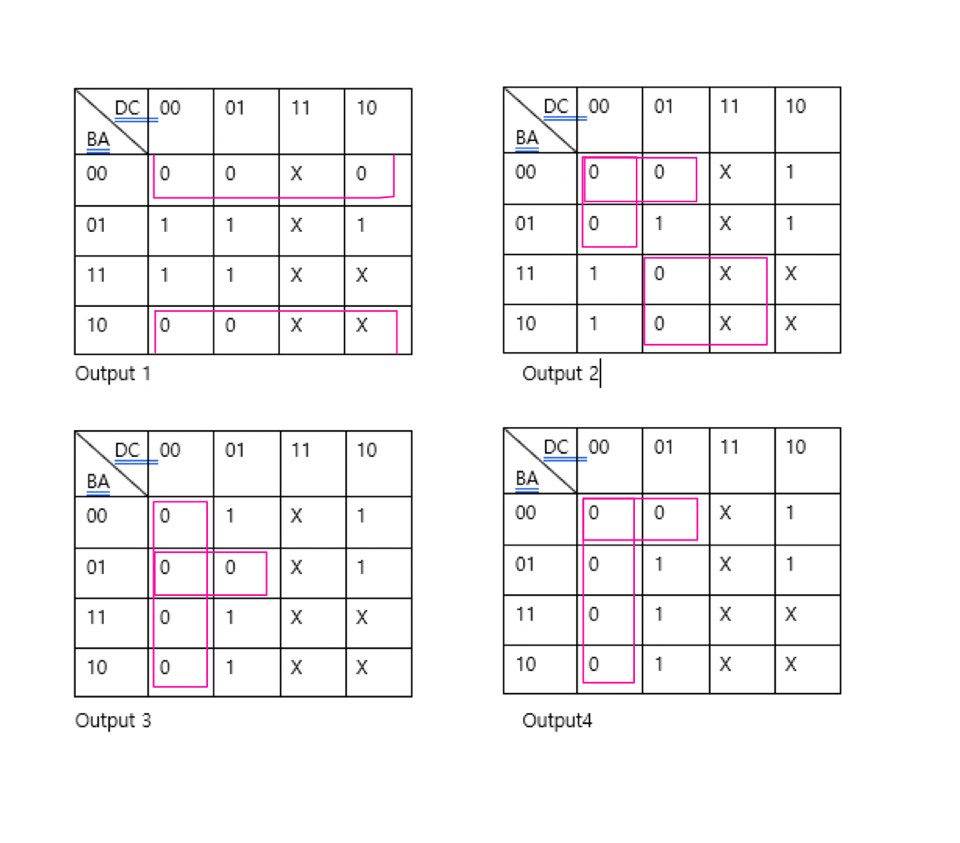 DC 00 01 11 10
BA
00 0 0 X 0
01 1 1 X 1
11 1 1 X X
10 0 0 X X
Output 1
DC 00 01 11 10
BA
00 0 0 X 1
01 0 1 X 1
11 1 0 X X
10 1 0 X X
Output 2
DC 00 01 11 10
BA
00 0 1 X 1
01 0 0 X 1
11 0 1 X X
10 0 1 X X
Output 3
DC 00 01 11 10
BA
00 0 0 X 1
01 0 1 X 1
11 0 1 X X
10 0 1 X X
Output4